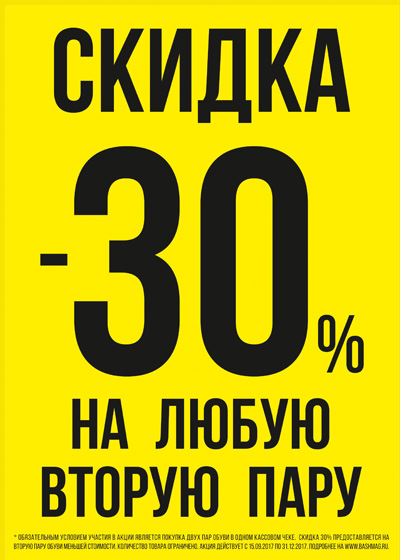 СКИДКА
-30%
НА ЛЮБУЮ
ВТОРУЮ ПАРУ
* ОБЯЗАТЕЛЬНЫМ УСЛОВИЕМ УЧАСТИЯ В АКЦИИ ЯВЛЯЕТСЯ ПОКУПКА ДВУХ ПАР ОБУВИ В ОДНОМ КАССОВОМ ЧЕКЕ. СКИДКА 30% ПРЕДОСТАВЛЯЕТСЯ НА
ВТОРУЮ ПАРУ ОБУВИ МЕНЬШЕЙ СТОИМОСТИ. КОЛИЧЕСТВО ТОВАРА ОГРАНИЧЕНО. АКЦИЯ ДЕЙСТВУЕТ С 15.09.2017 ПО 31.12.2017. ПОДРОБНЕЕ НА WWW.BASHMAG.RU.